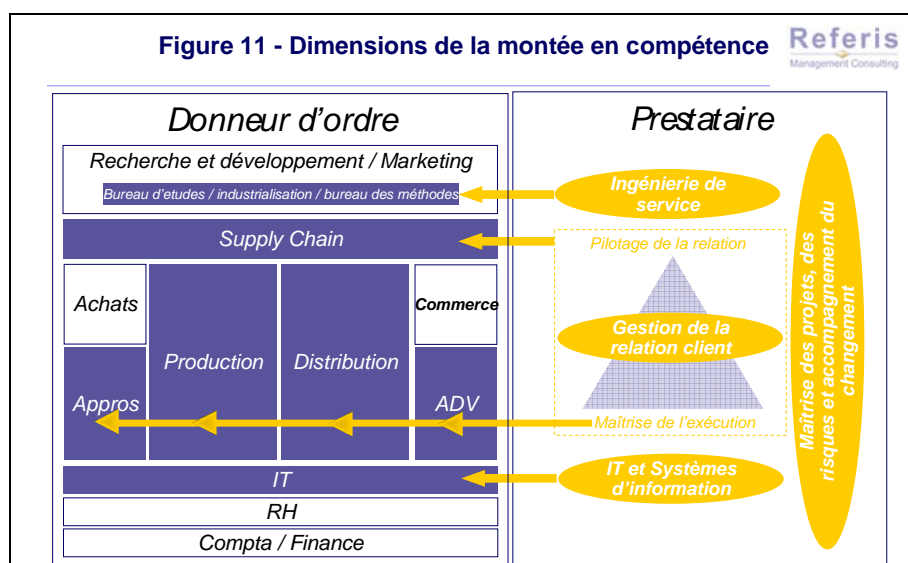 Figure 11 - Dimensions de la montée en compétence
Referis
Management Consulting
Donneur d'ordre
Recherche et développement / Marketing
Bureau d'etudes / industrialisation / bureau des méthodes
Supply Chain
Achats
Commerce
Production
Distribution
Appros
ADV
IT
RH
Compta / Finance
Prestataire
Ingénierie de
service
Pilotage de la relation
Gestion de la
relation client
Maîtrise de l'exécution
IT et Systèmes
d'information
Maîtrise des projets, des
risques et accompagnement du
changement